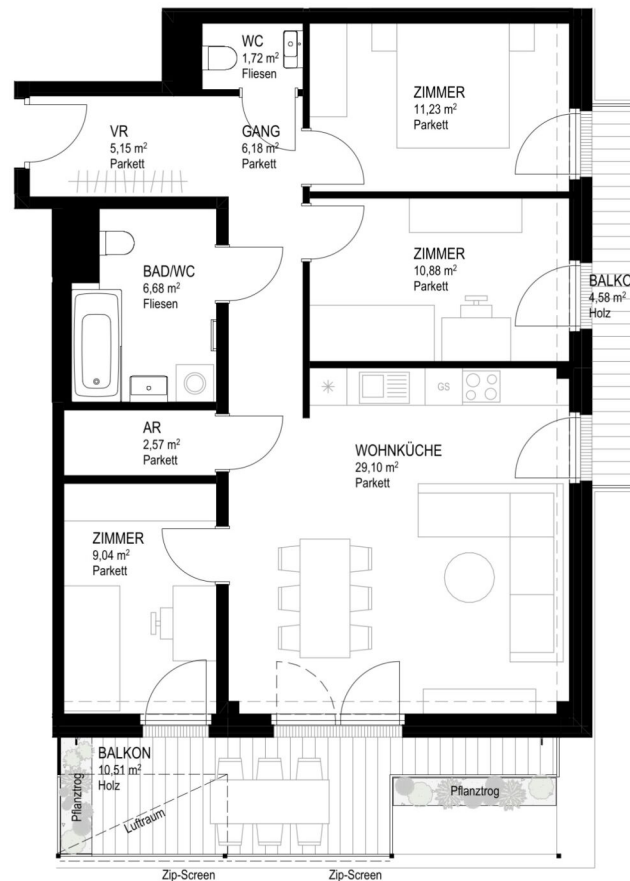 WC
1,72 m²
Fliesen
VR
5,15 m²
Parkett
GANG
6,18 m²
Parkett
ZIMMER
11,23 m²
Parkett
BAD/WC
6,68 m²
Fliesen
ZIMMER
10,88 m²
Parkett
BALKO
4,58 m²
Holz
GS
AR
2,57 m²
Parkett
WOHNKÜCHE
29,10 m²
Parkett
ZIMMER
9,04 m²
Parkett
BALKON
10,51 m²
Holz
Pflanztrog
Luftraum
Pflanztrog
Zip-Screen
Zip-Screen